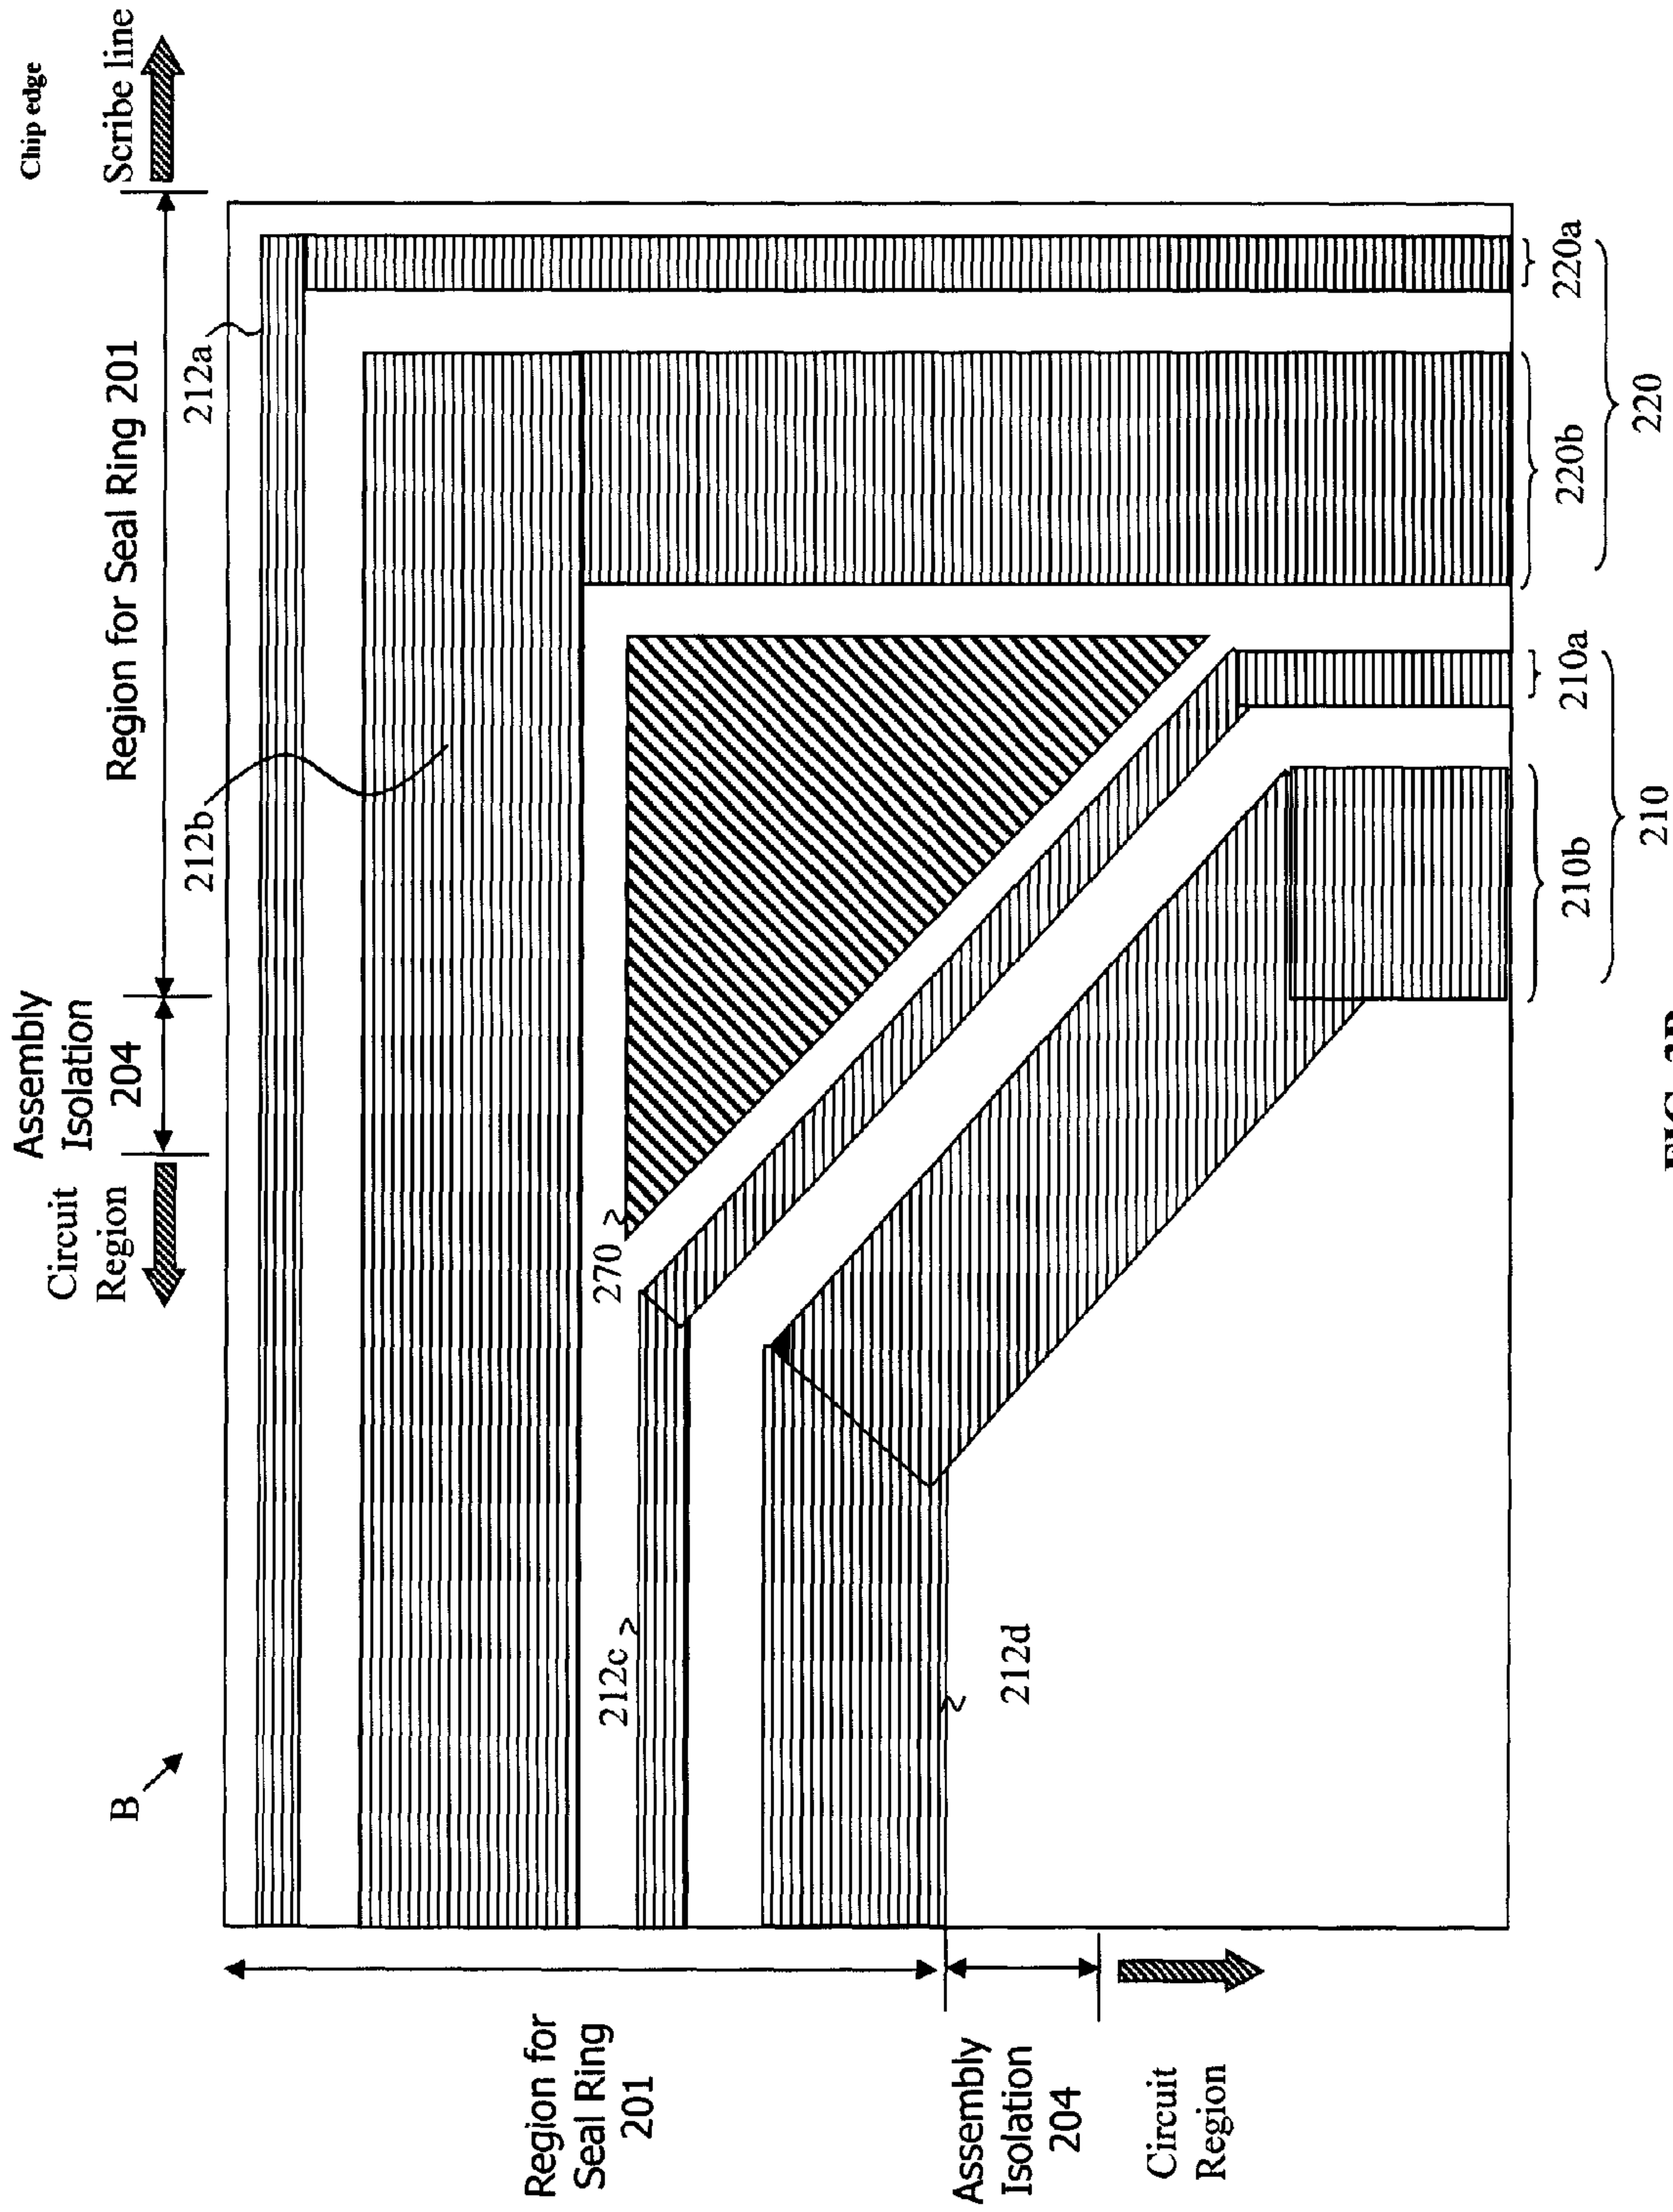 Chip edge
Scribe line
Region for Seal Ring 201
Assembly
Isolation
204
Circuit
Region
B
212a
212b
270
212c
212d
Region for
Seal Ring
201
Assembly
Isolation
204
Circuit
Region
220a
220b
220
210a
210b
210
FIG.